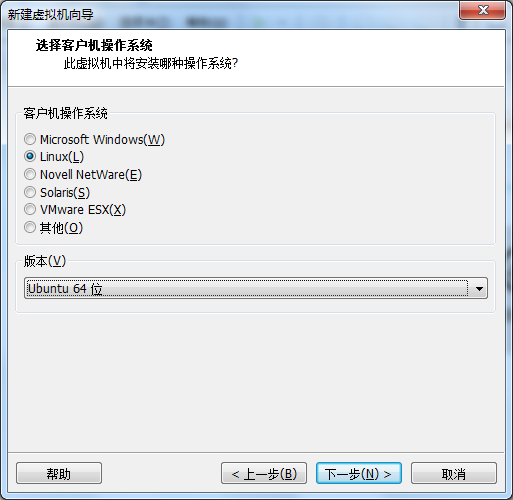 新建虚拟机向导
选择客户机操作系统
此虚拟机中将安装哪种操作系统?
客户机操作系统
Microsoft Windows(W)
Linux(L)
Novell NetWare(E)
Solaris(S)
VMware ESX(X)
其他(O)
版本(V)
Ubuntu 64 位
帮助
< 上一步(B)
下一步(N) >
取消